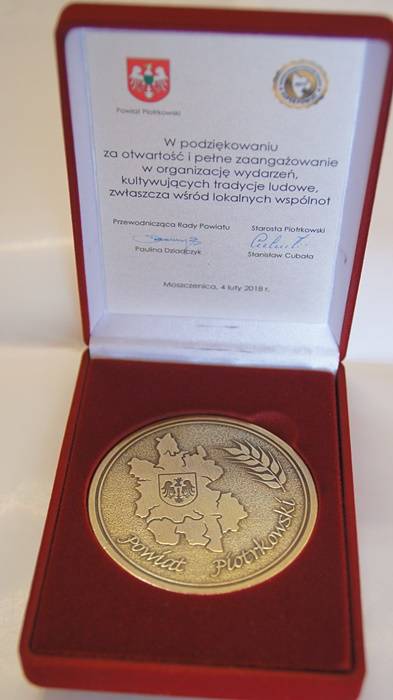 Powiat Piotrkowski
W podziękowaniu
za otwartość i pełne zaangażowanie
w organizację wydarzeń,
kultywujących tradycje ludowe,
zwłaszcza wśród lokalnych wspólnot
Przewodnicząca Rady Powiatu
Starosta Piotrkowski
Paulina Dziadczyk
Stanisław Cubała
Moszczenica, 4 luty 2018 r.
Powiat Piotrkowski